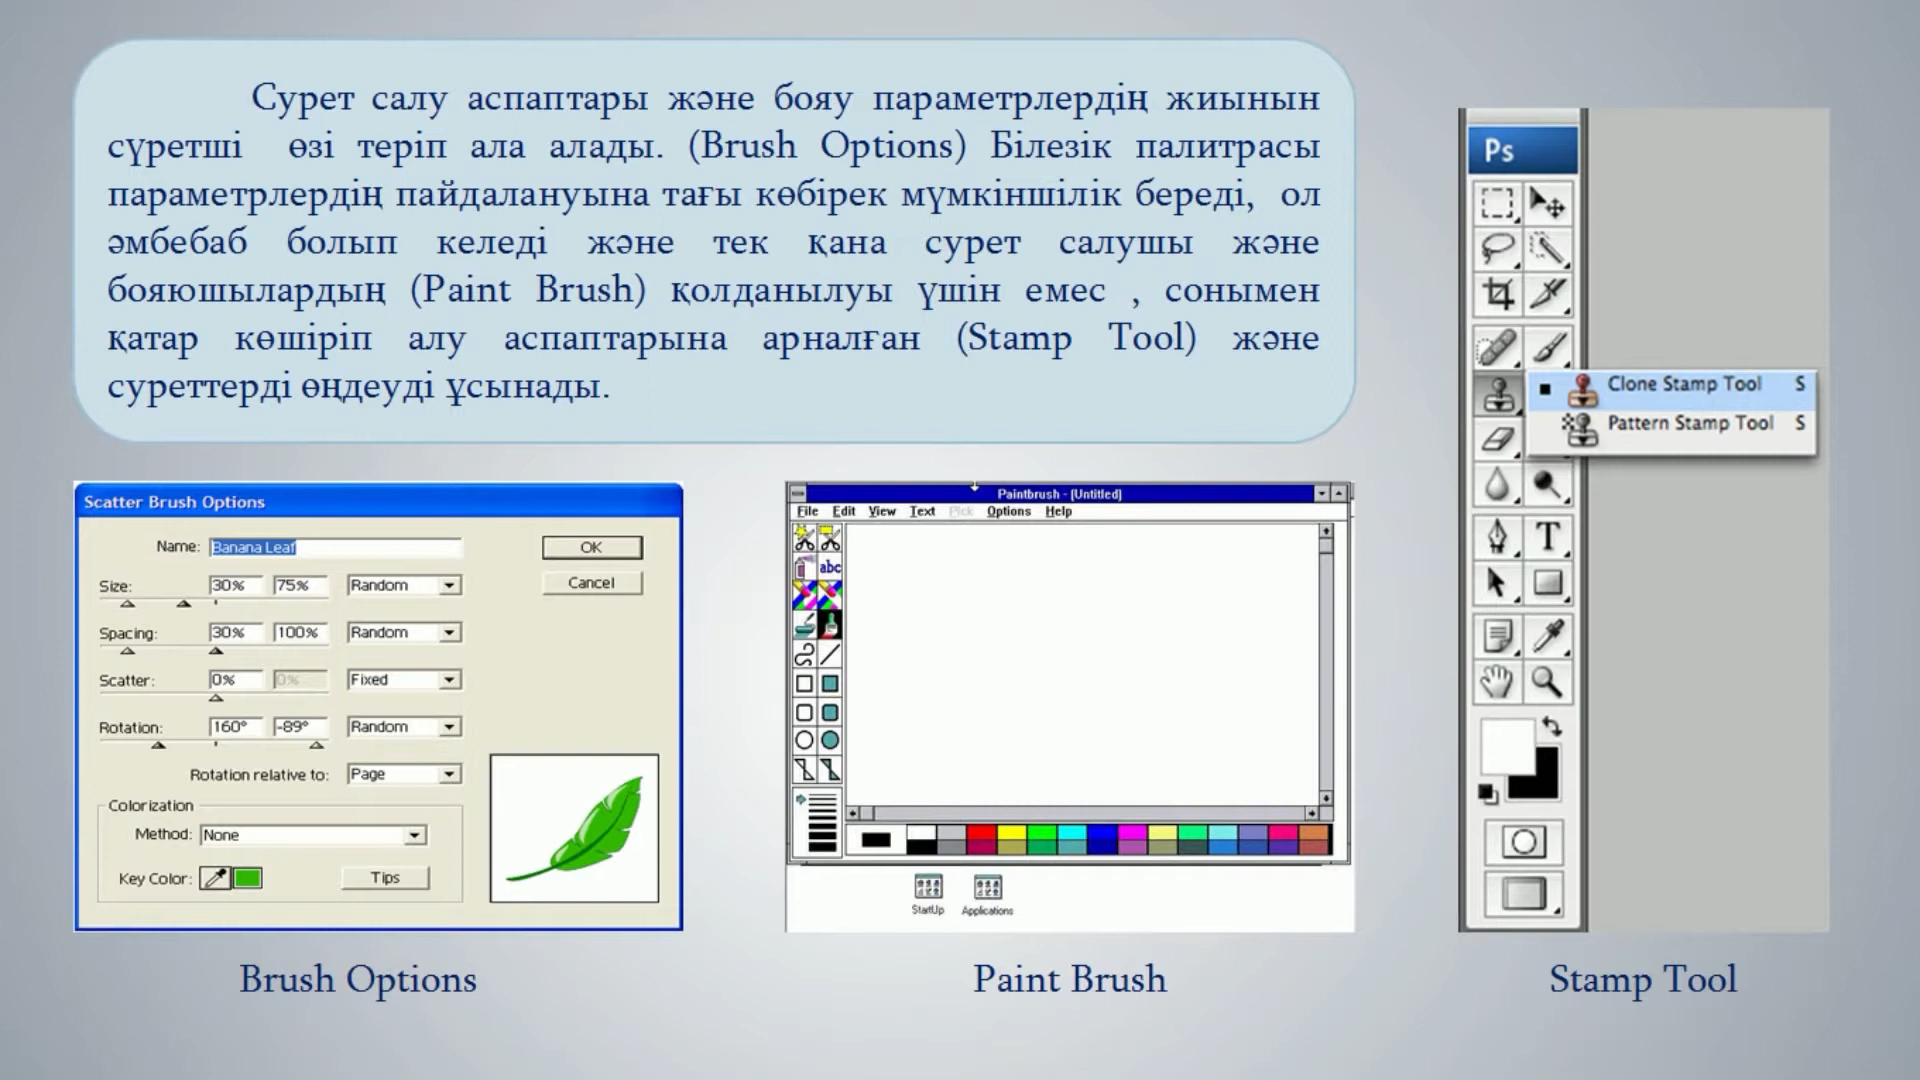 Сурет салу аспаптары және бояу параметрлердің жиынын
сүретші өзі теріп ала алады. (Brush Options) Білезік палитрасы
параметрлердің пайдалануына тағы көбірек мүмкіншілік береді, ол
әмбебаб болып келеді және тек қана сурет салушы және
бояюшылардың (Paint Brush) қолданылуы үшін емес , сонымен
қатар көшіріп алу аспаптарына арналған (Stamp Tool) және
суреттерді өңдеуді ұсынады.
Scatter Brush Options
Name: Banana Leaf
OK
Size: 30% 75% Random
Cancel
Spacing: 30% 100% Random
Scatter: 0% 0% Fixed
Rotation: 160° -89° Random
Rotation relative to: Page
Colorization
Method: None
Key Color:
Tips
Brush Options
Paintbrush - (Untitled)
File Edit View Text Pick Options Help
abc
StartUp Applications
Paint Brush
Ps
Clone Stamp Tool S
Pattern Stamp Tool S
T
Stamp Tool